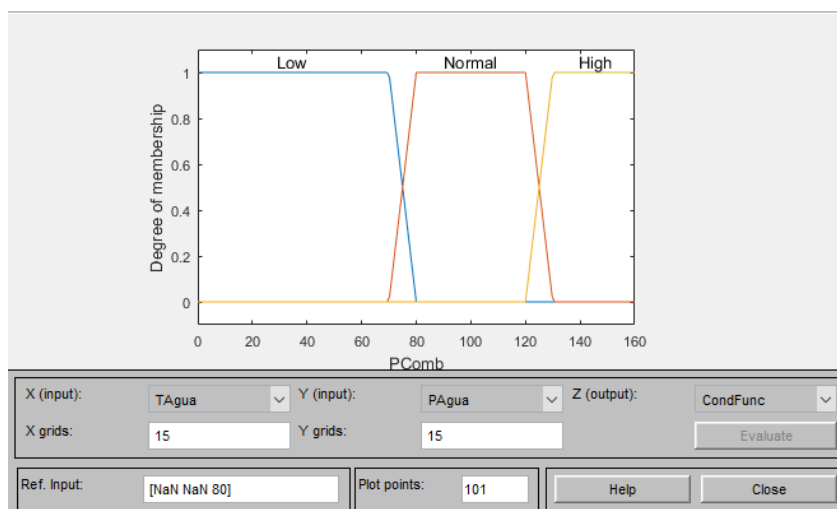 Low Normal High
1
0.8
0.6
0.4
0.2
0
Degree of membership
0 20 40 60 80 100 120 140 160
PComb
X (input): TAgua Y (input): PAgua Z (output): CondFunc
X grids: 15 Y grids: 15 Evaluate
Ref. Input: [NaN NaN 80] Plot points: 101 Help Close